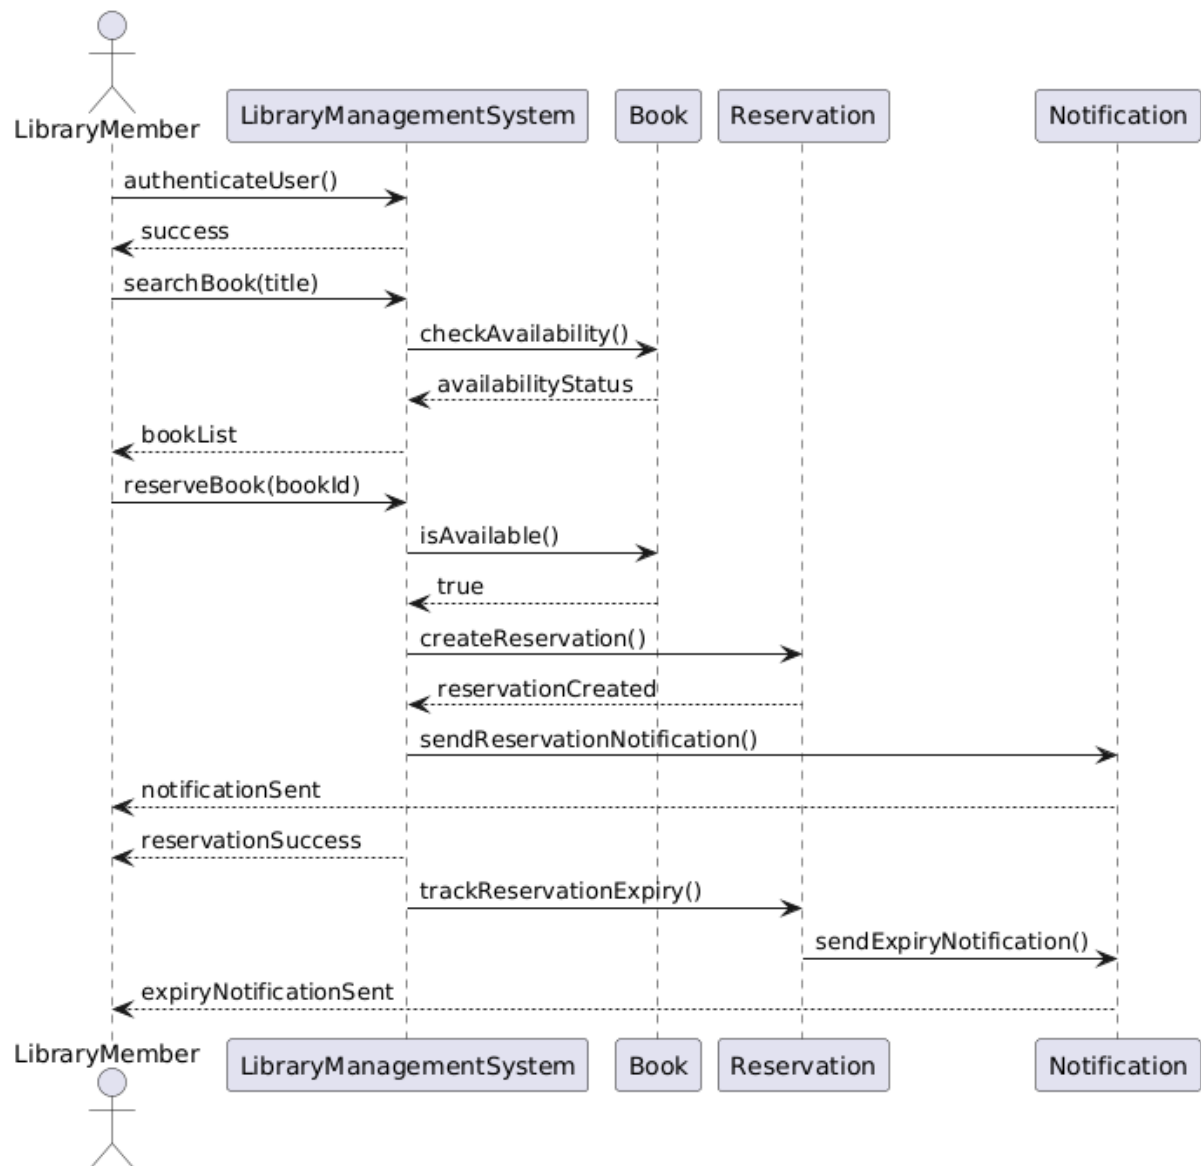 LibraryMember
LibraryManagementSystem
Book
Reservation
Notification
authenticateUser()
success
searchBook(title)
checkAvailability()
availabilityStatus
bookList
reserveBook(bookId)
isAvailable()
true
createReservation()
reservationCreated
sendReservationNotification()
notificationSent
reservationSuccess
trackReservationExpiry()
sendExpiryNotification()
expiryNotificationSent
LibraryMember
LibraryManagementSystem
Book
Reservation
Notification